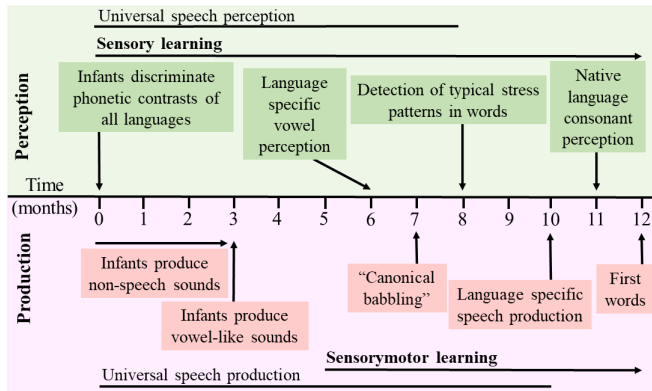 Universal speech perception
Sensory learning
Infants discriminate
phonetic contrasts of
all languages
Language
specific
vowel
perception
Detection of typical stress
patterns in words
Native
language
consonant
perception
Perception
Time
(months)
0 1 2 3 4 5 6 7 8 9 10 11 12
Production
Infants produce
non-speech sounds
Infants produce
vowel-like sounds
“Canonical
babbling”
Language specific
speech production
First
words
Sensorymotor learning
Universal speech production